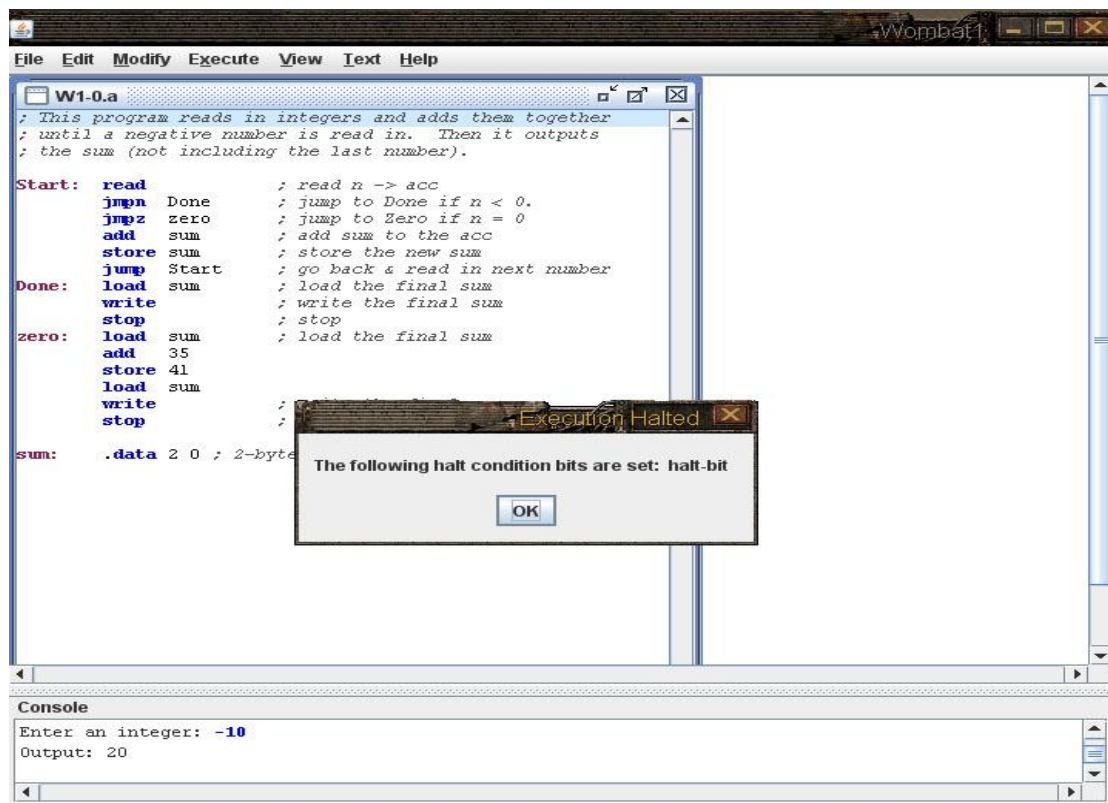 Wombat1
File Edit Modify Execute View Text Help
W1-0.a
; This program reads in integers and adds them together
; until a negative number is read in. Then it outputs
; the sum (not including the last number).
Start: read ; read n -> acc
jmpn Done ; jump to Done if n < 0.
jmpz zero ; jump to Zero if n = 0
add sum ; add sum to the acc
store sum ; store the new sum
jump Start ; go back & read in next number
Done: load sum ; load the final sum
write ; write the final sum
stop ; stop
zero: load sum ; load the final sum
add 35
store 41
load sum
write ;
stop ;
sum: .data 2 0 ; 2-byte
Execution Halted
The following halt condition bits are set: halt-bit
OK
Console
Enter an integer: -10
Output: 20